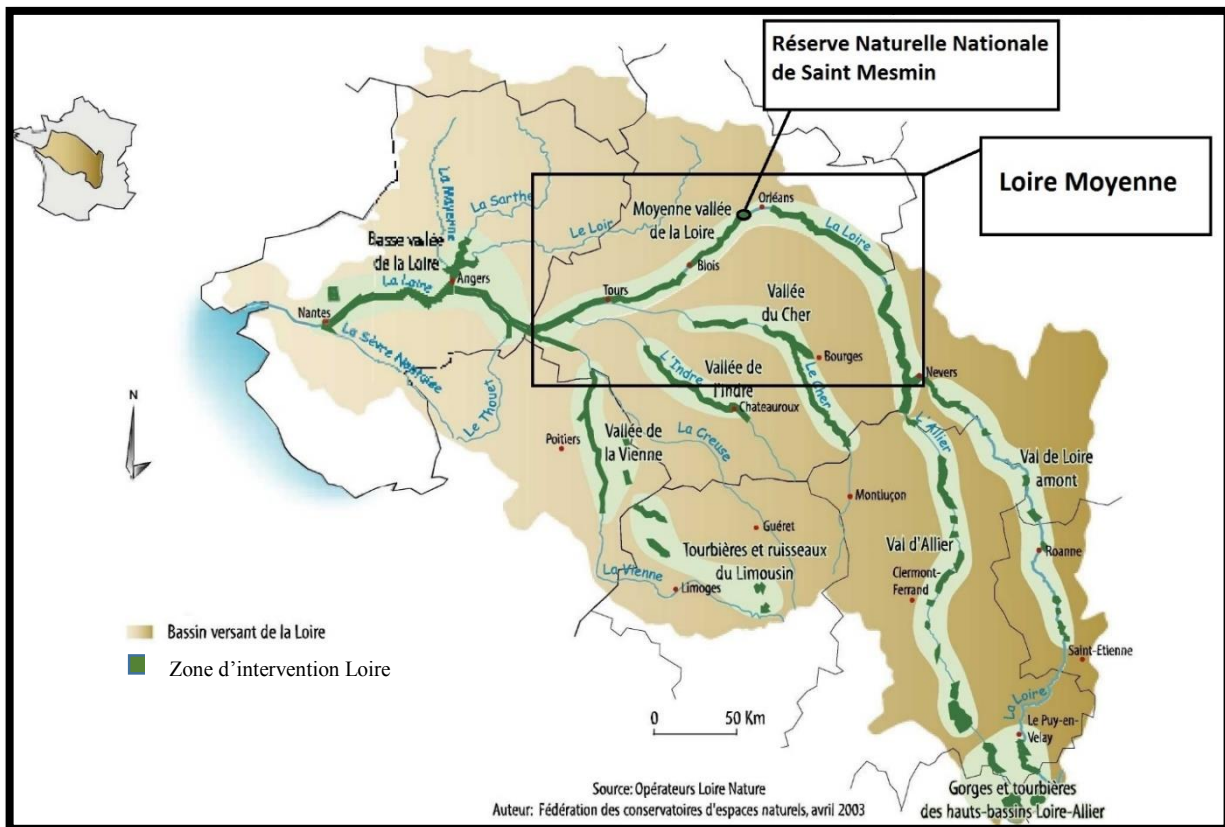 Réserve Naturelle Nationale
de Saint Mesmin
Loire Moyenne
La Mayenne
La Sarthe
Le Loir
Moyenne vallée
de la Loire
Orléans
La Loire
Basse vallée
de la Loire
La Loire
Angers
Blois
Tours
Nantes
Vallée
du Cher
La Sèvre Nantaise
Bourges
Le Cher
L'Indre
Vallée de
l'Indre
Nevers
Le Thouet
Chateauroux
N
La Creuse
L'Allier
Poitiers
Vallée de
la Vienne
Val de Loire
amont
Montluçon
Guéret
Tourbières et ruisseaux
du Limousin
Val d'Allier
Roanne
La Vienne
Limoges
Clermont-
Ferrand
Bassin versant de la Loire
Zone d'intervention Loire
Saint-Etienne
La Loire
0 50 Km
Le Puy-en-
Velay
Source: Opérateurs Loire Nature
Auteur: Fédération des conservatoires d'espaces naturels, avril 2003
Gorges et tourbières
des hauts-bassins Loire-Allier